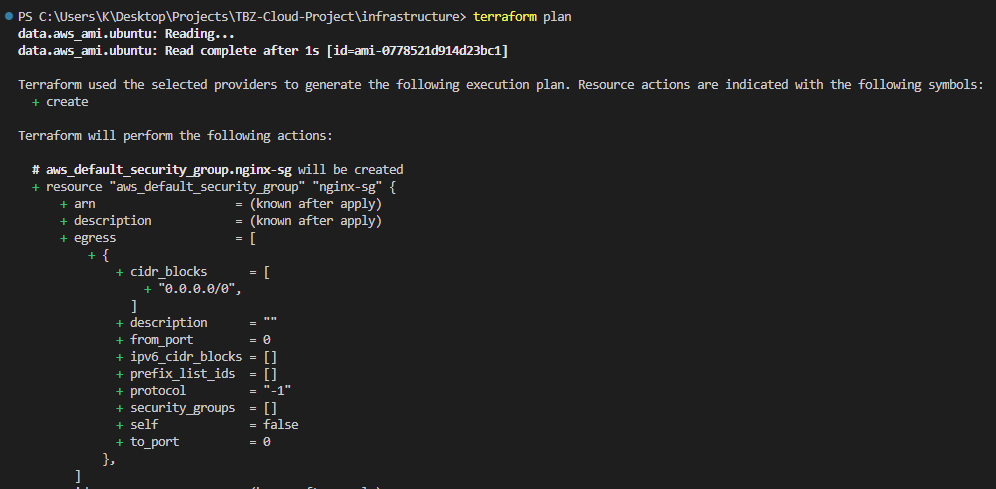 PS C:\Users\K\Desktop\Projects\TBZ-Cloud-Project\infrastructure> terraform plan
data.aws_ami.ubuntu: Reading...
data.aws_ami.ubuntu: Read complete after 1s [id=ami-0778521d914d23bc1]
Terraform used the selected providers to generate the following execution plan. Resource actions are indicated with the following symbols:
+ create
Terraform will perform the following actions:
# aws_default_security_group.nginx-sg will be created
+ resource "aws_default_security_group" "nginx-sg" {
+ arn = (known after apply)
+ description = (known after apply)
+ egress = [
+ {
+ cidr_blocks = [
+ "0.0.0.0/0",
]
+ description = ""
+ from_port = 0
+ ipv6_cidr_blocks = []
+ prefix_list_ids = []
+ protocol = "-1"
+ security_groups = []
+ self = false
+ to_port = 0
},
]